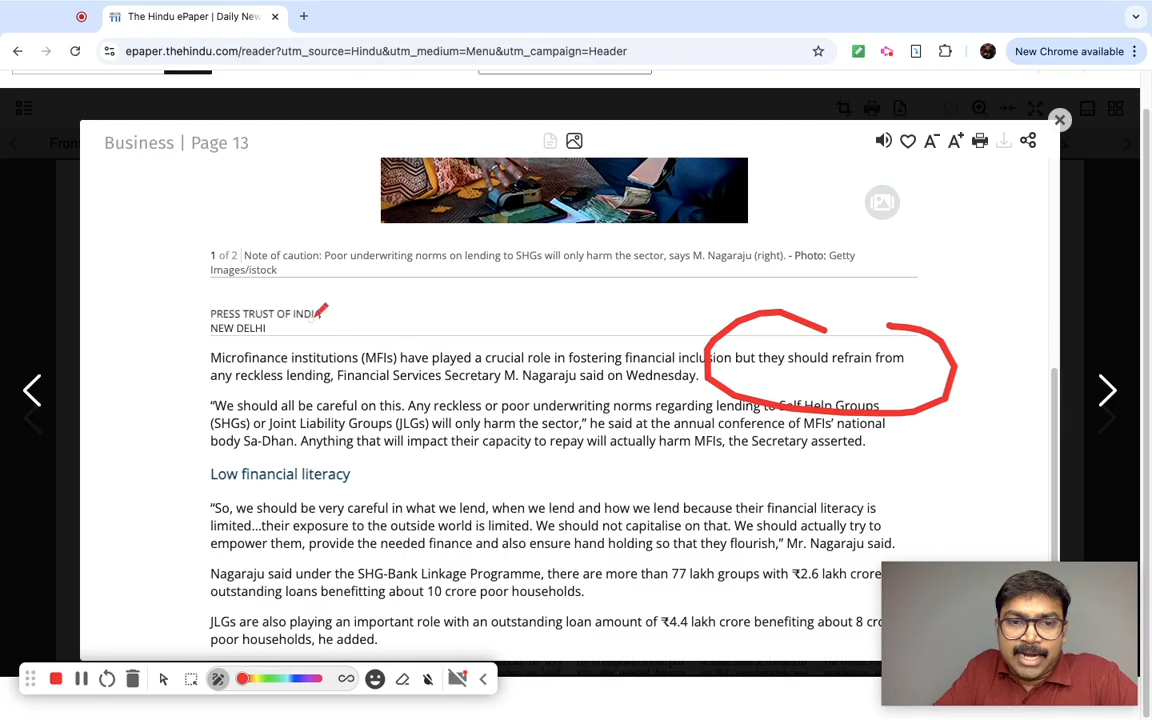 The Hindu ePaper | Daily New
epaper.thehindu.com/reader?utm_source=Hindu&utm_medium=Menu&utm_campaign=Header
New Chrome available
Business | Page 13
A- A+
Fron
1 of 2 | Note of caution: Poor underwriting norms on lending to SHGs will only harm the sector, says M. Nagaraju (right). - Photo: Getty
Images/istock
PRESS TRUST OF INDIA
NEW DELHI
Microfinance institutions (MFIs) have played a crucial role in fostering financial inclusion but they should refrain from
any reckless lending, Financial Services Secretary M. Nagaraju said on Wednesday.
“We should all be careful on this. Any reckless or poor underwriting norms regarding lending to Self Help Groups
(SHGs) or Joint Liability Groups (JLGs) will only harm the sector,” he said at the annual conference of MFIs’ national
body Sa-Dhan. Anything that will impact their capacity to repay will actually harm MFIs, the Secretary asserted.
Low financial literacy
“So, we should be very careful in what we lend, when we lend and how we lend because their financial literacy is
limited...their exposure to the outside world is limited. We should not capitalise on that. We should actually try to
empower them, provide the needed finance and also ensure hand holding so that they flourish,” Mr. Nagaraju said.
Nagaraju said under the SHG-Bank Linkage Programme, there are more than 77 lakh groups with ₹2.6 lakh crore
outstanding loans benefitting about 10 crore poor households.
JLGs are also playing an important role with an outstanding loan amount of ₹4.4 lakh crore benefiting about 8 cro
poor households, he added.